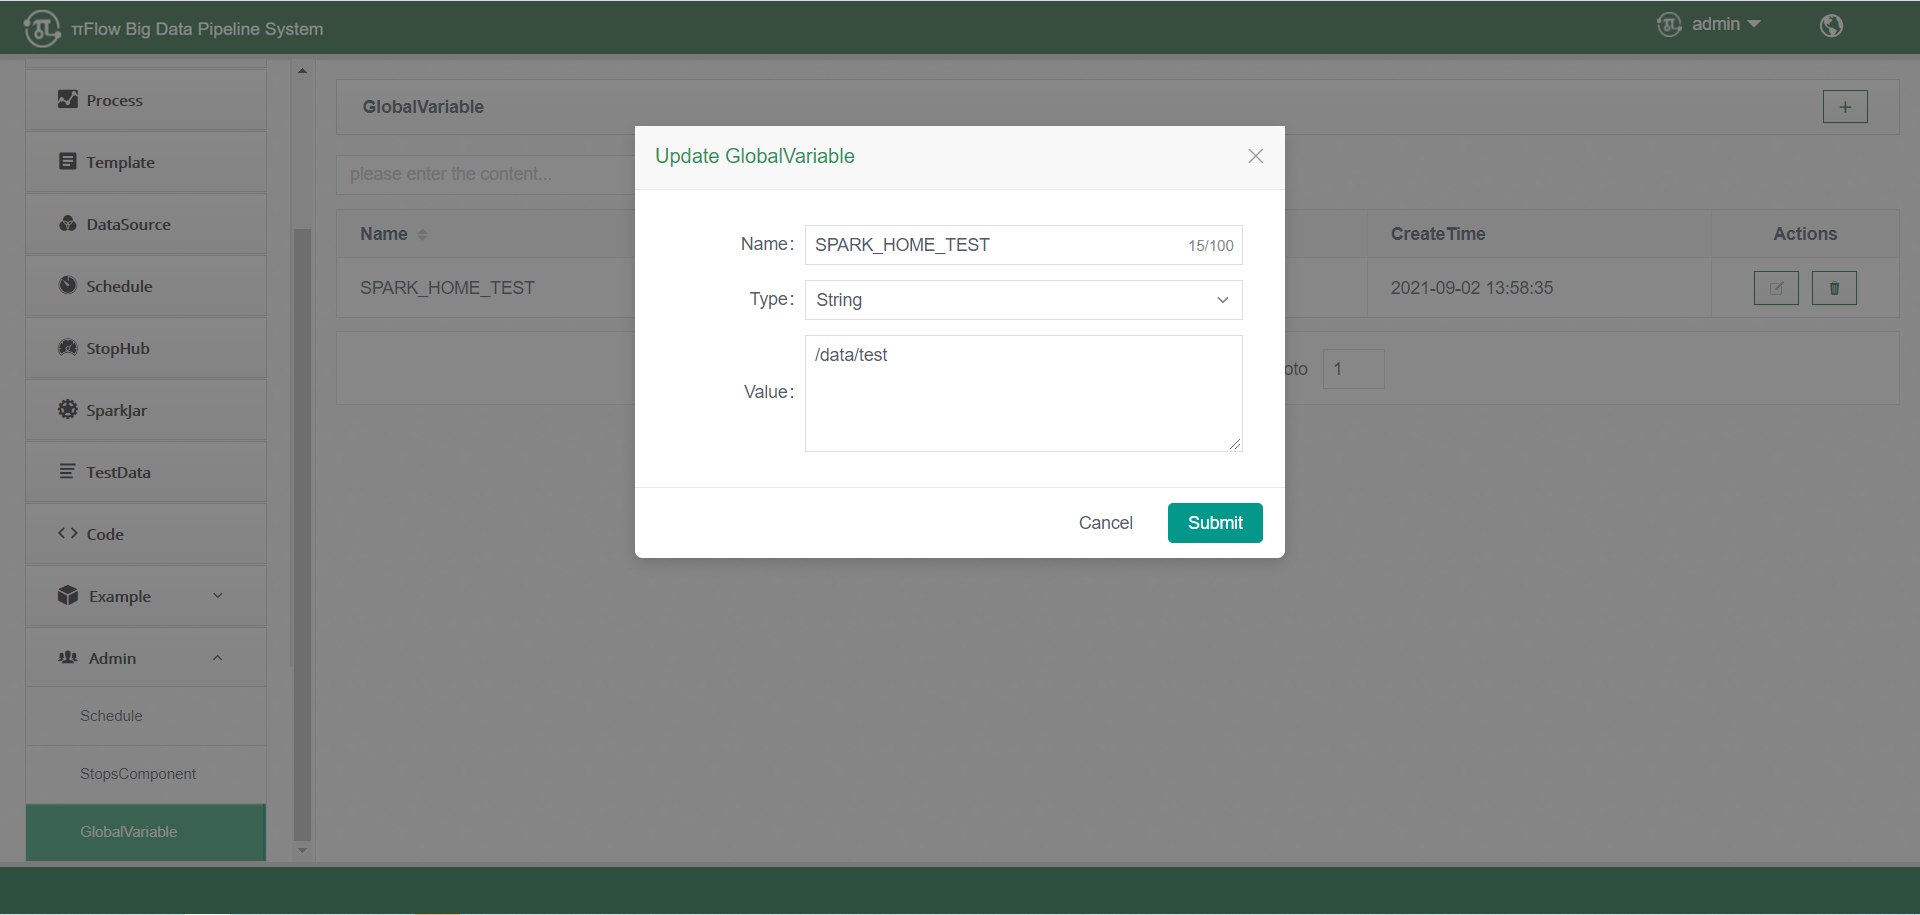 πFlow Big Data Pipeline System
admin
Process
Template
DataSource
Schedule
StopHub
SparkJar
TestData
Code
Example
Admin
Schedule
StopsComponent
GlobalVariable
GlobalVariable
+
please enter the content...
Name
CreateTime
Actions
SPARK_HOME_TEST
2021-09-02 13:58:35
oto
1
Update GlobalVariable
Name:
SPARK_HOME_TEST
15/100
Type:
String
Value:
/data/test
Cancel
Submit